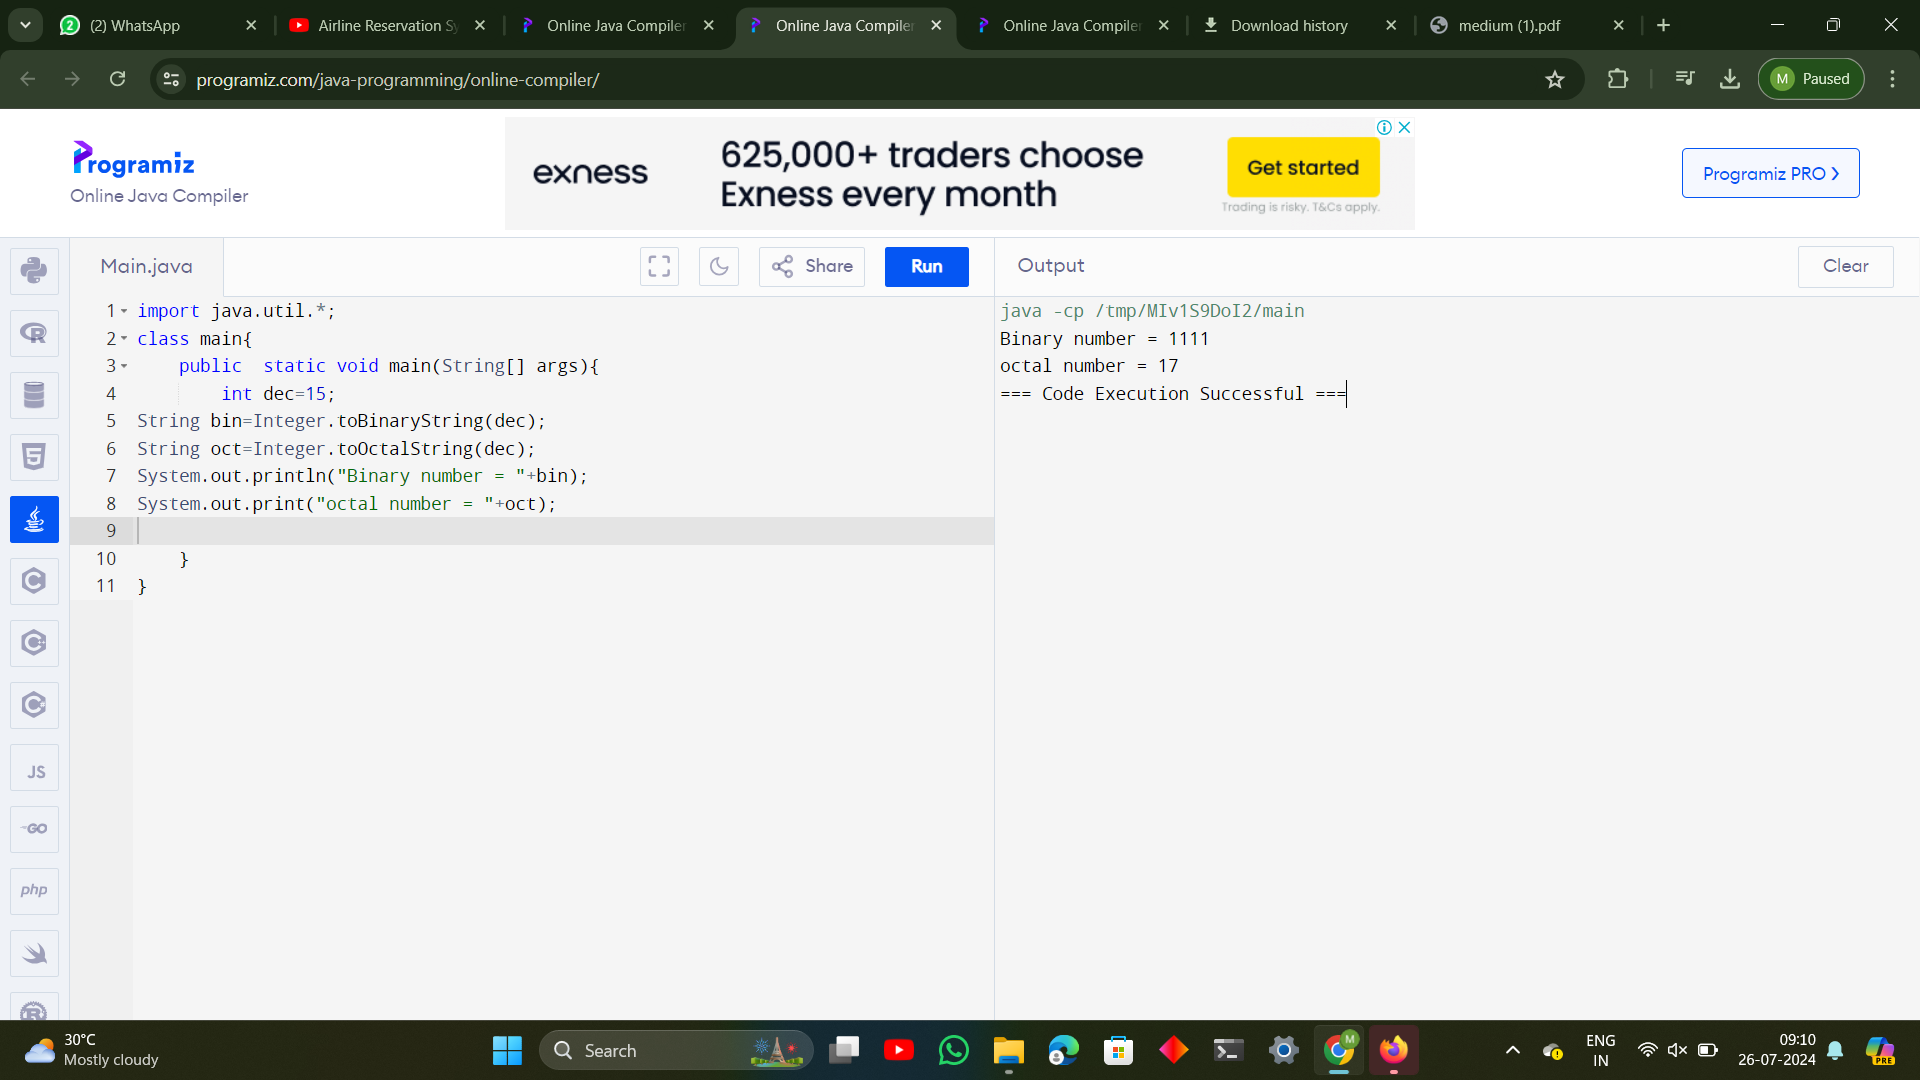 (2) WhatsApp
Airline Reservation Sy
Online Java Compiler
Online Java Compiler
Online Java Compiler
Download history
medium (1).pdf
programiz.com/java-programming/online-compiler/
M Paused
Programiz
Online Java Compiler
exness
625,000+ traders choose
Exness every month
Get started
Trading is risky. T&Cs apply.
Programiz PRO
Main.java
Share
Run
Output
Clear
1 import java.util.*;
2 class main{
3 public  static void main(String[] args){
4 int dec=15;
5 String bin=Integer.toBinaryString(dec);
6 String oct=Integer.toOctalString(dec);
7 System.out.println("Binary number = "+bin);
8 System.out.print("octal number = "+oct);
9
10 }
11 }
java -cp /tmp/MIv1S9DoI2/main
Binary number = 1111
octal number = 17
=== Code Execution Successful ===
JS
GO
php
30°C
Mostly cloudy
Search
M
ENG
IN
09:10
26-07-2024
PRE